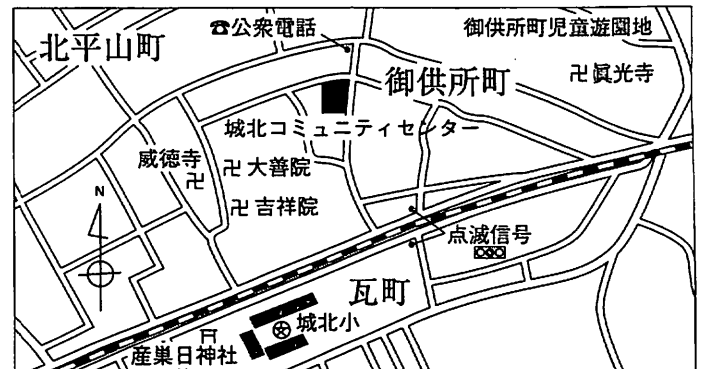 ☎公衆電話
御供所町児童遊園地
北平山町
御供所町
卍眞光寺
城北コミュニティセンター
威徳寺
卍
卍大善院
卍吉祥院
N
点滅信号
瓦町
城北小
産巣日神社